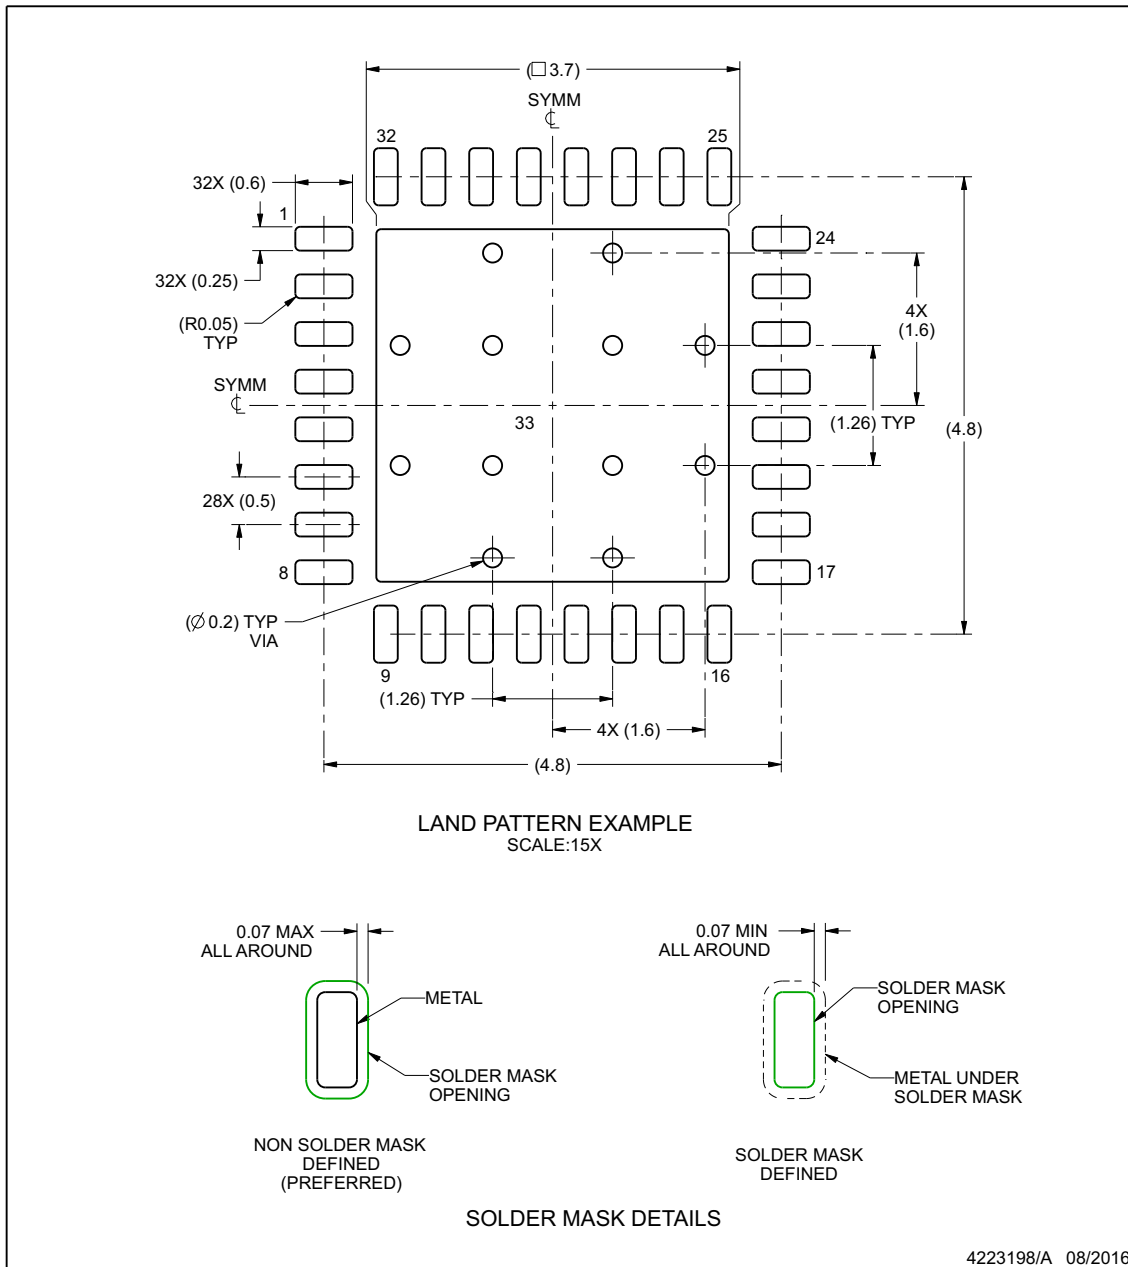 (□ 3.7)
SYMM
℄
32
25
32X (0.6)
1
24
32X (0.25)
(R0.05)
TYP
4X
(1.6)
SYMM
℄
33
(1.26) TYP
(4.8)
28X (0.5)
8
17
(∅ 0.2) TYP
VIA
9
16
(1.26) TYP
4X (1.6)
(4.8)
LAND PATTERN EXAMPLE
SCALE:15X
0.07 MAX
ALL AROUND
METAL
SOLDER MASK
OPENING
NON SOLDER MASK
DEFINED
(PREFERRED)
0.07 MIN
ALL AROUND
SOLDER MASK
OPENING
METAL UNDER
SOLDER MASK
SOLDER MASK
DEFINED
SOLDER MASK DETAILS
4223198/A 08/2016